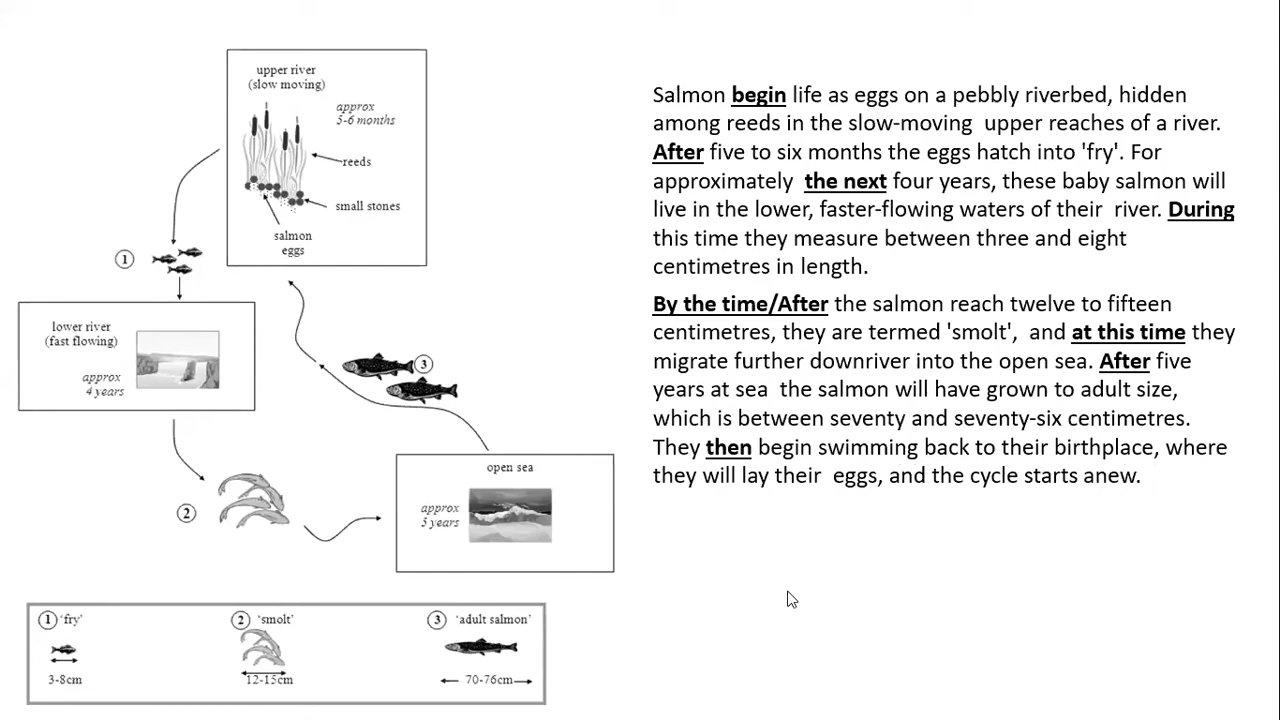 upper river
(slow moving)
approx
5-6 months
reeds
small stones
salmon
eggs
1
lower river
(fast flowing)
approx
4 years
3
2
open sea
approx
5 years
1 'fry'
3-8cm
2 'smolt'
12-15cm
3 'adult salmon'
70-76cm
Salmon begin life as eggs on a pebbly riverbed, hidden
among reeds in the slow-moving upper reaches of a river.
After five to six months the eggs hatch into 'fry'. For
approximately the next four years, these baby salmon will
live in the lower, faster-flowing waters of their river. During
this time they measure between three and eight
centimetres in length.
By the time/After the salmon reach twelve to fifteen
centimetres, they are termed 'smolt', and at this time they
migrate further downriver into the open sea. After five
years at sea the salmon will have grown to adult size,
which is between seventy and seventy-six centimetres.
They then begin swimming back to their birthplace, where
they will lay their eggs, and the cycle starts anew.